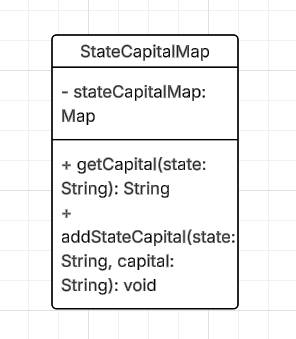 StateCapitalMap
- stateCapitalMap:
Map
+ getCapital(state:
String): String
+
addStateCapital(state:
String, capital:
String): void